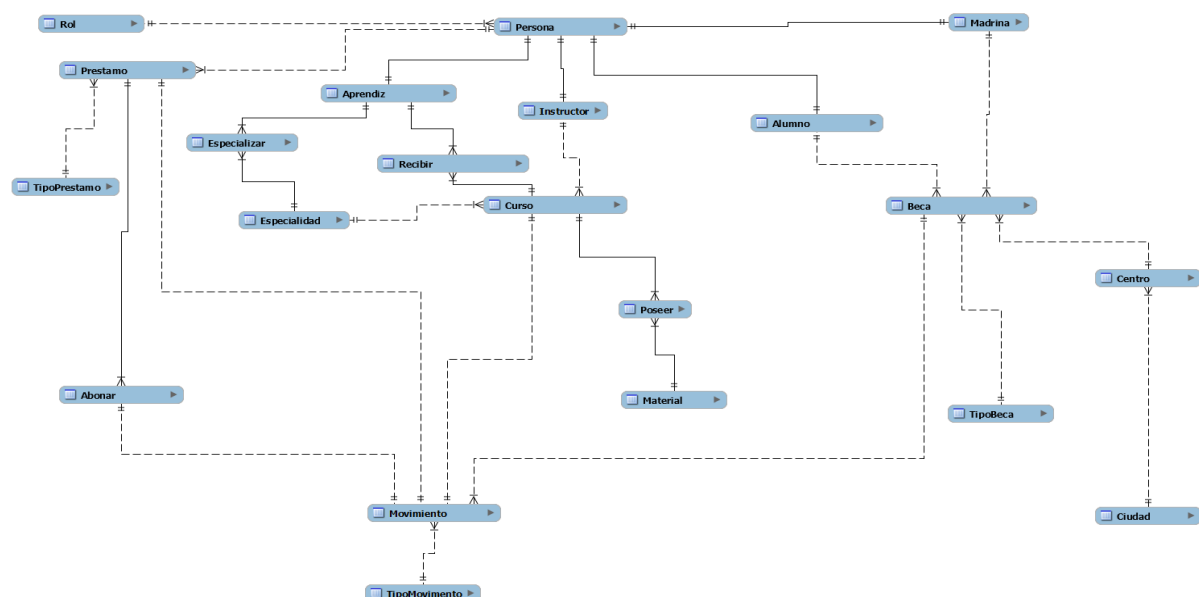 Rol
Persona
Madrina
Prestamo
Aprendiz
Instructor
Alumno
Especializar
Recibir
TipoPrestamo
Especialidad
Curso
Beca
Centro
Poseer
Abonar
Material
TipoBeca
Movimiento
Ciudad
TipoMovimento